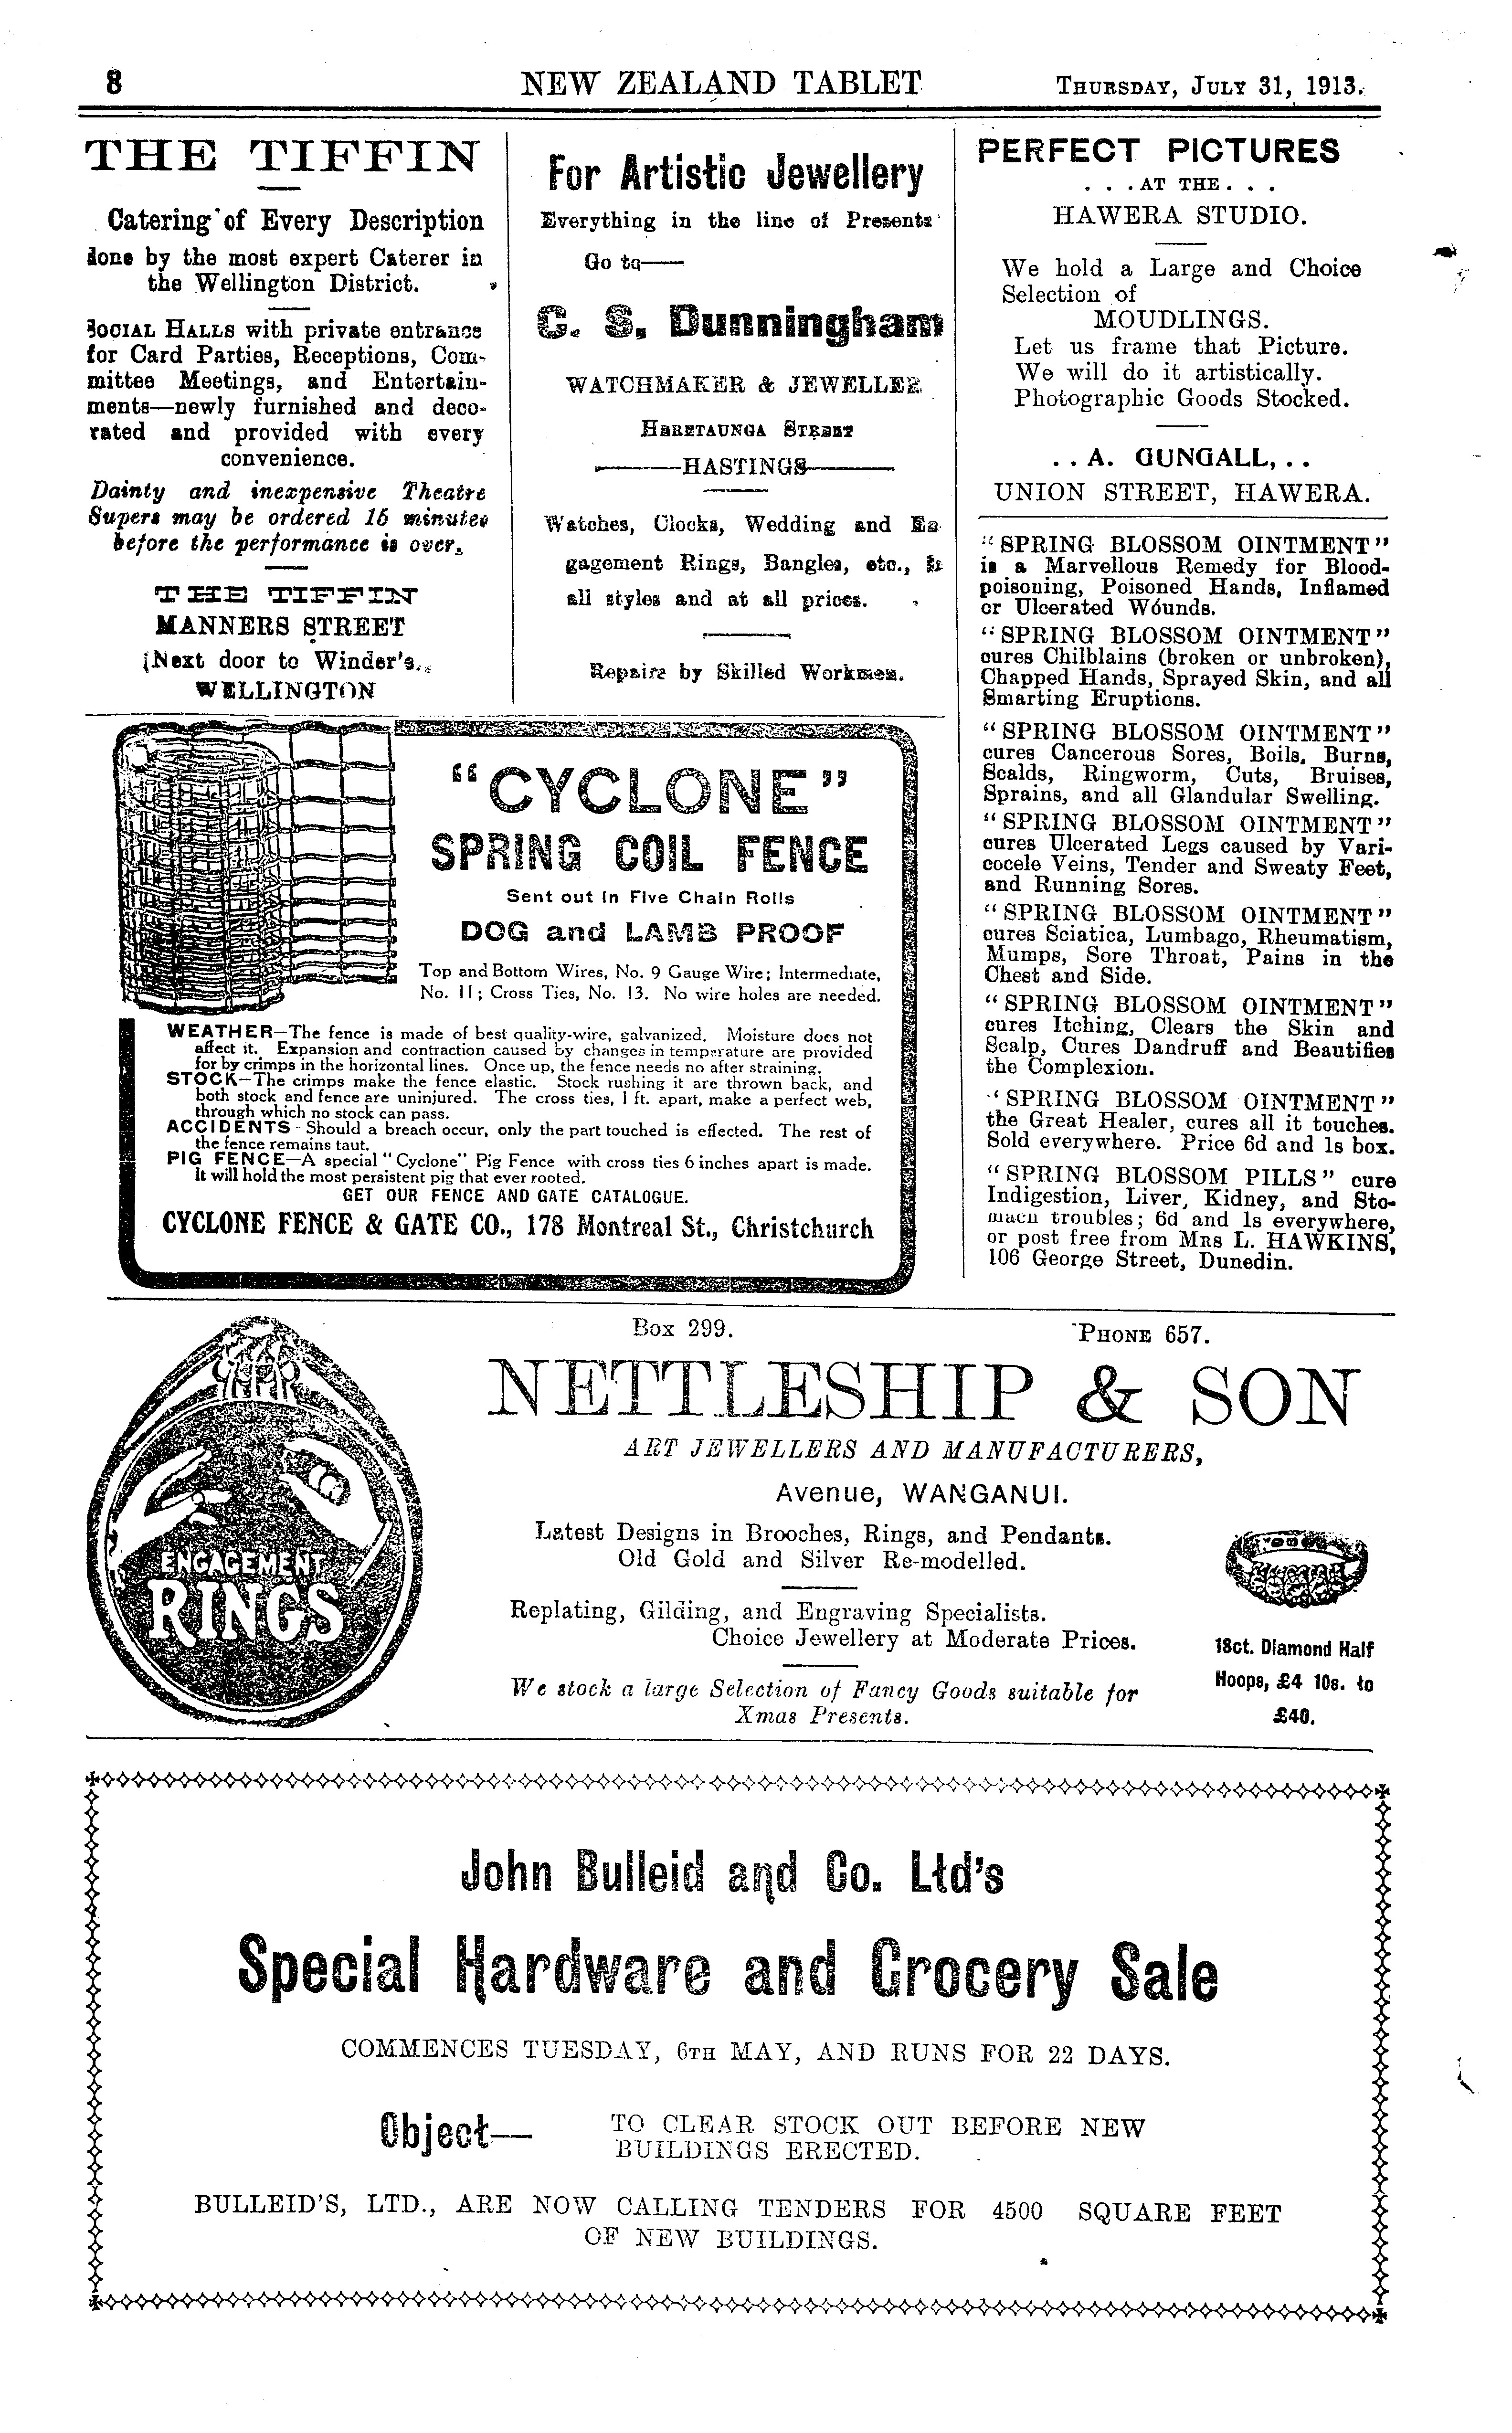 8
NEW ZEALAND TABLET
THURSDAY, JULY 31, 1913.
THE TIFFIN
Catering of Every Description
done by the most expert Caterer in
the Wellington District.
SOCIAL HALLS with private entrance
for Card Parties, Receptions, Com-
mittee Meetings, and Entertain-
ments—newly furnished and deco-
rated and provided with every
convenience.
Dainty and inexpensive Theatre
Supers may be ordered 15 minutes
before the performance is over.
THE TIFFIN
MANNERS STREET
(Next door to Winder's.
WELLINGTON
For Artistic Jewellery
Everything in the line of Presents
Go to—
C. S. Dunningham
WATCHMAKER & JEWELLER
HERETAUNGA STREET
—HASTINGS—
Watches, Clocks, Wedding and En
gagement Rings, Bangles, etc., in
all styles and at all prices.
Repairs by Skilled Workmen.
PERFECT PICTURES
. . . AT THE . . .
HAWERA STUDIO.
We hold a Large and Choice
Selection of
MOUDLINGS.
Let us frame that Picture.
We will do it artistically.
Photographic Goods Stocked.
. . A. GUNGALL, . .
UNION STREET, HAWERA.
"SPRING BLOSSOM OINTMENT"
is a Marvellous Remedy for Blood-
poisoning, Poisoned Hands, Inflamed
or Ulcerated Wounds.
"SPRING BLOSSOM OINTMENT"
cures Chilblains (broken or unbroken),
Chapped Hands, Sprayed Skin, and all
Smarting Eruptions.
"SPRING BLOSSOM OINTMENT"
cures Cancerous Sores, Boils, Burns,
Scalds, Ringworm, Cuts, Bruises,
Sprains, and all Glandular Swelling.
"SPRING BLOSSOM OINTMENT"
cures Ulcerated Legs caused by Vari-
cocele Veins, Tender and Sweaty Feet,
and Running Sores.
"SPRING BLOSSOM OINTMENT"
cures Sciatica, Lumbago, Rheumatism,
Mumps, Sore Throat, Pains in the
Chest and Side.
"SPRING BLOSSOM OINTMENT"
cures Itching, Clears the Skin and
Scalp, Cures Dandruff and Beautifies
the Complexion.
'SPRING BLOSSOM OINTMENT"
the Great Healer, cures all it touches.
Sold everywhere. Price 6d and 1s box.
"SPRING BLOSSOM PILLS" cure
Indigestion, Liver, Kidney, and Sto-
mach troubles; 6d and 1s everywhere,
or post free from MRS L. HAWKINS,
106 George Street, Dunedin.
"CYCLONE"
SPRING COIL FENCE
Sent out in Five Chain Rolls
DOG and LAMB PROOF
Top and Bottom Wires, No. 9 Gauge Wire; Intermediate,
No. 11; Cross Ties, No. 13. No wire holes are needed.
WEATHER—The fence is made of best quality-wire, galvanized. Moisture does not
affect it. Expansion and contraction caused by changes in temperature are provided
for by crimps in the horizontal lines. Once up, the fence needs no after straining.
STOCK—The crimps make the fence elastic. Stock rushing it are thrown back, and
both stock and fence are uninjured. The cross ties, 1 ft. apart, make a perfect web,
through which no stock can pass.
ACCIDENTS-Should a breach occur, only the part touched is effected. The rest of
the fence remains taut.
PIG FENCE—A special "Cyclone" Pig Fence with cross ties 6 inches apart is made.
It will hold the most persistent pig that ever rooted.
GET OUR FENCE AND GATE CATALOGUE.
CYCLONE FENCE & GATE CO., 178 Montreal St., Christchurch
ENGAGEMENT
RINGS
Box 299.
PHONE 657.
NETTLESHIP & SON
ART JEWELLERS AND MANUFACTURERS,
Avenue, WANGANUI.
Latest Designs in Brooches, Rings, and Pendants.
Old Gold and Silver Re-modelled.
Replating, Gilding, and Engraving Specialists.
Choice Jewellery at Moderate Prices.
We stock a large Selection of Fancy Goods suitable for
Xmas Presents.
18ct. Diamond Half
Hoops, £4 10s. to
£40.
John Bulleid and Co. Ltd's
Special Hardware and Grocery Sale
COMMENCES TUESDAY, 6TH MAY, AND RUNS FOR 22 DAYS.
Object—
TO CLEAR STOCK OUT BEFORE NEW
BUILDINGS ERECTED.
BULLEID'S, LTD., ARE NOW CALLING TENDERS FOR 4500 SQUARE FEET
OF NEW BUILDINGS.